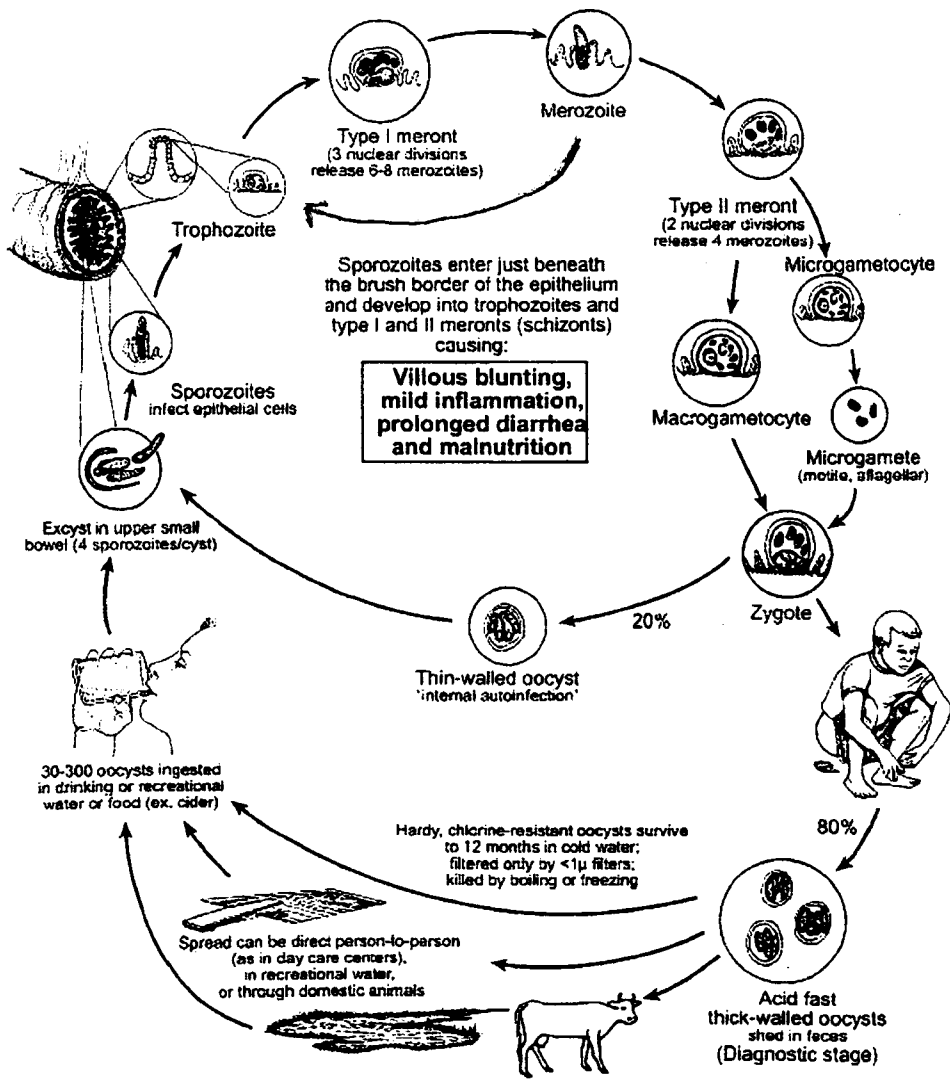 Type I meront
(3 nuclear divisions
release 6-8 merozoites)
Merozoite
Type II meront
(2 nuclear divisions
release 4 merozoites)
Trophozoite
Sporozoites enter just beneath
the brush border of the epithelium
and develop into trophozoites and
type I and II meronts (schizonts)
causing:
Villous blunting,
mild inflammation,
prolonged diarrhea
and malnutrition
Microgametocyte
Macrogametocyte
Microgamete
(motile, aflagellar)
Sporozoites
infect epithelial cells
Excyst in upper small
bowel (4 sporozoites/cyst)
Zygote
20%
Thin-walled oocyst
'internal autoinfection'
30-300 oocysts ingested
in drinking or recreational
water or food (ex. cider)
80%
Hardy, chlorine-resistant oocysts survive
to 12 months in cold water;
filtered only by <1μ filters;
killed by boiling or freezing
Spread can be direct person-to-person
(as in day care centers),
in recreational water,
or through domestic animals
Acid fast
thick-walled oocysts
shed in feces
(Diagnostic stage)